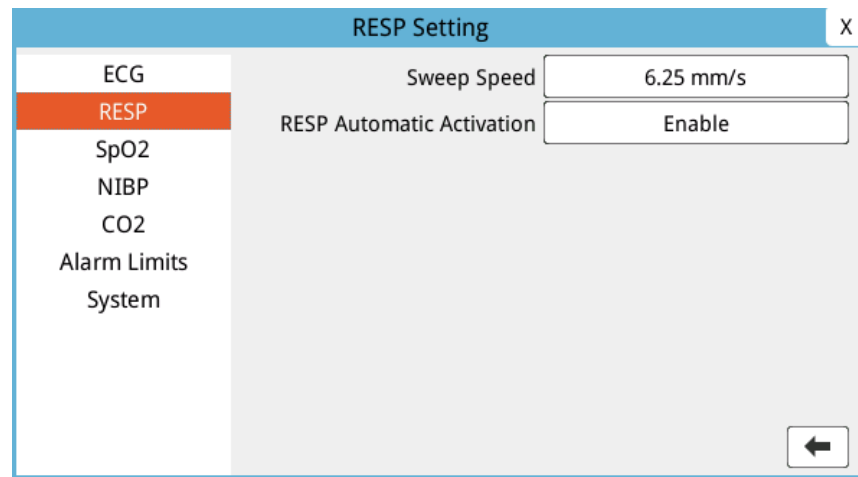 RESP Setting
X
ECG
RESP
SpO2
NIBP
CO2
Alarm Limits
System
Sweep Speed 6.25 mm/s
RESP Automatic Activation Enable